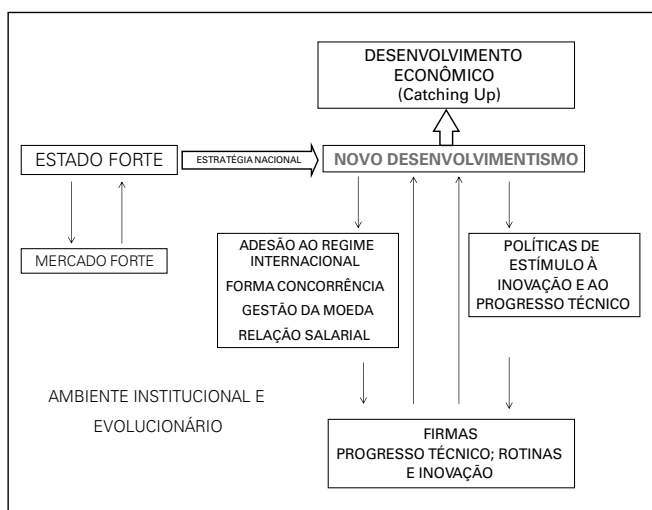 DESENVOLVIMENTO
ECONÔMICO
(Catching Up)
ESTADO FORTE
ESTRATÉGIA NACIONAL
NOVO DESENVOLVIMENTISMO
MERCADO FORTE
ADESÃO AO REGIME
INTERNACIONAL
FORMA CONCORRÊNCIA
GESTÃO DA MOEDA
RELAÇÃO SALARIAL
POLÍTICAS DE
ESTÍMULO À
INOVAÇÃO E AO
PROGRESSO TÉCNICO
AMBIENTE INSTITUCIONAL E
EVOLUCIONÁRIO
FIRMAS
PROGRESSO TÉCNICO; ROTINAS
E INOVAÇÃO